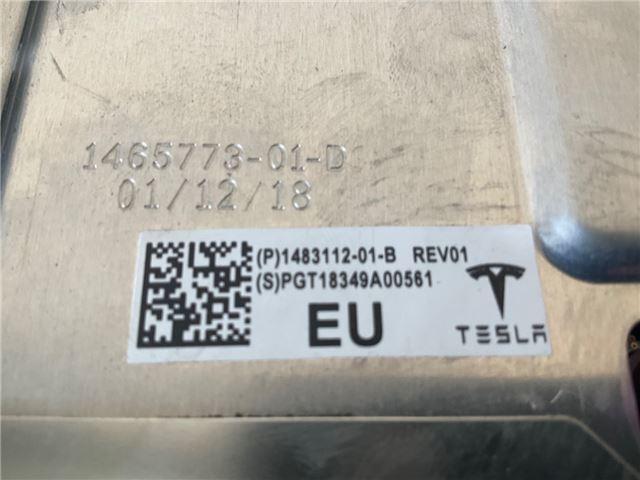 1465773-01-D
01/12/18
(P)1483112-01-B REV01
(S)PGT18349A00561
EU
TESLA